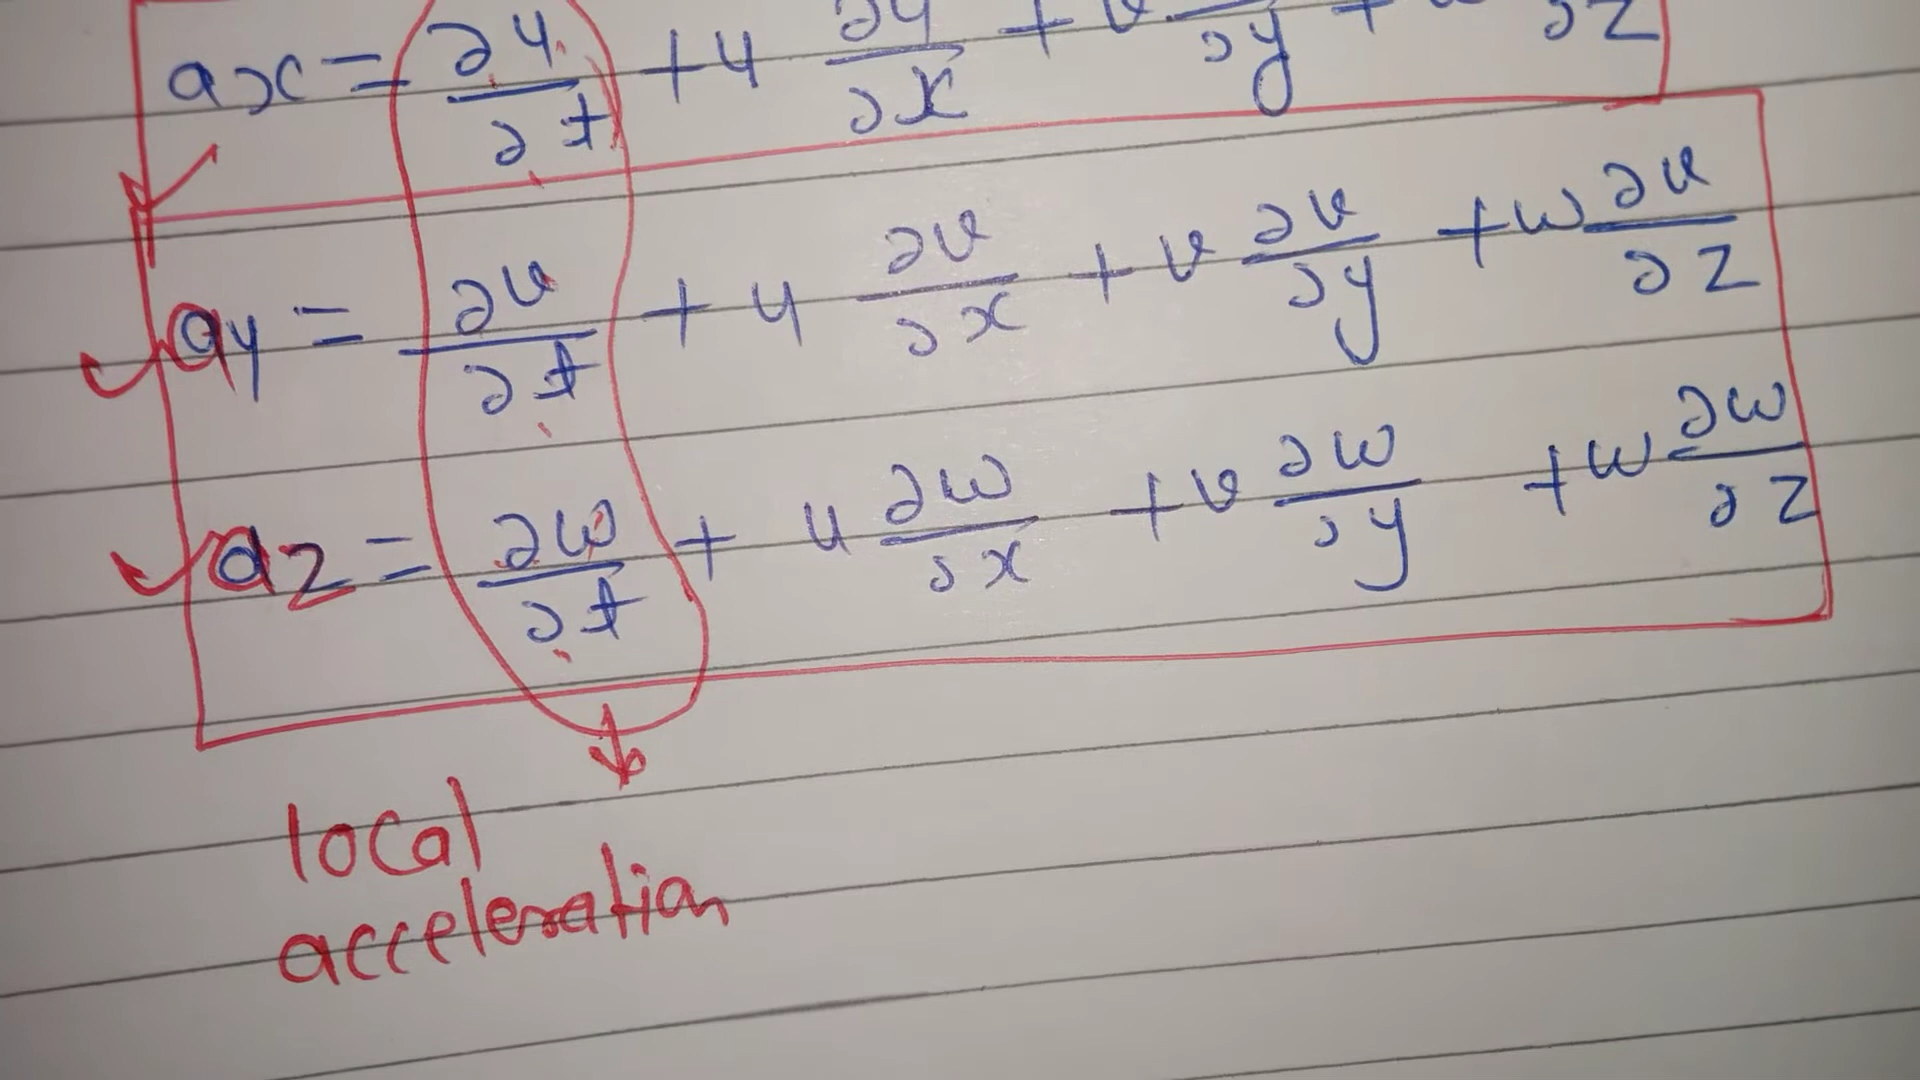 ax = ∂u/∂t + u ∂u/∂x + v /∂y + ∂z
ay = ∂v/∂t + u ∂v/∂x + v ∂v/∂y + w ∂v/∂z
az = ∂w/∂t + u ∂w/∂x + v ∂w/∂y + w ∂w/∂z
local
acceleration